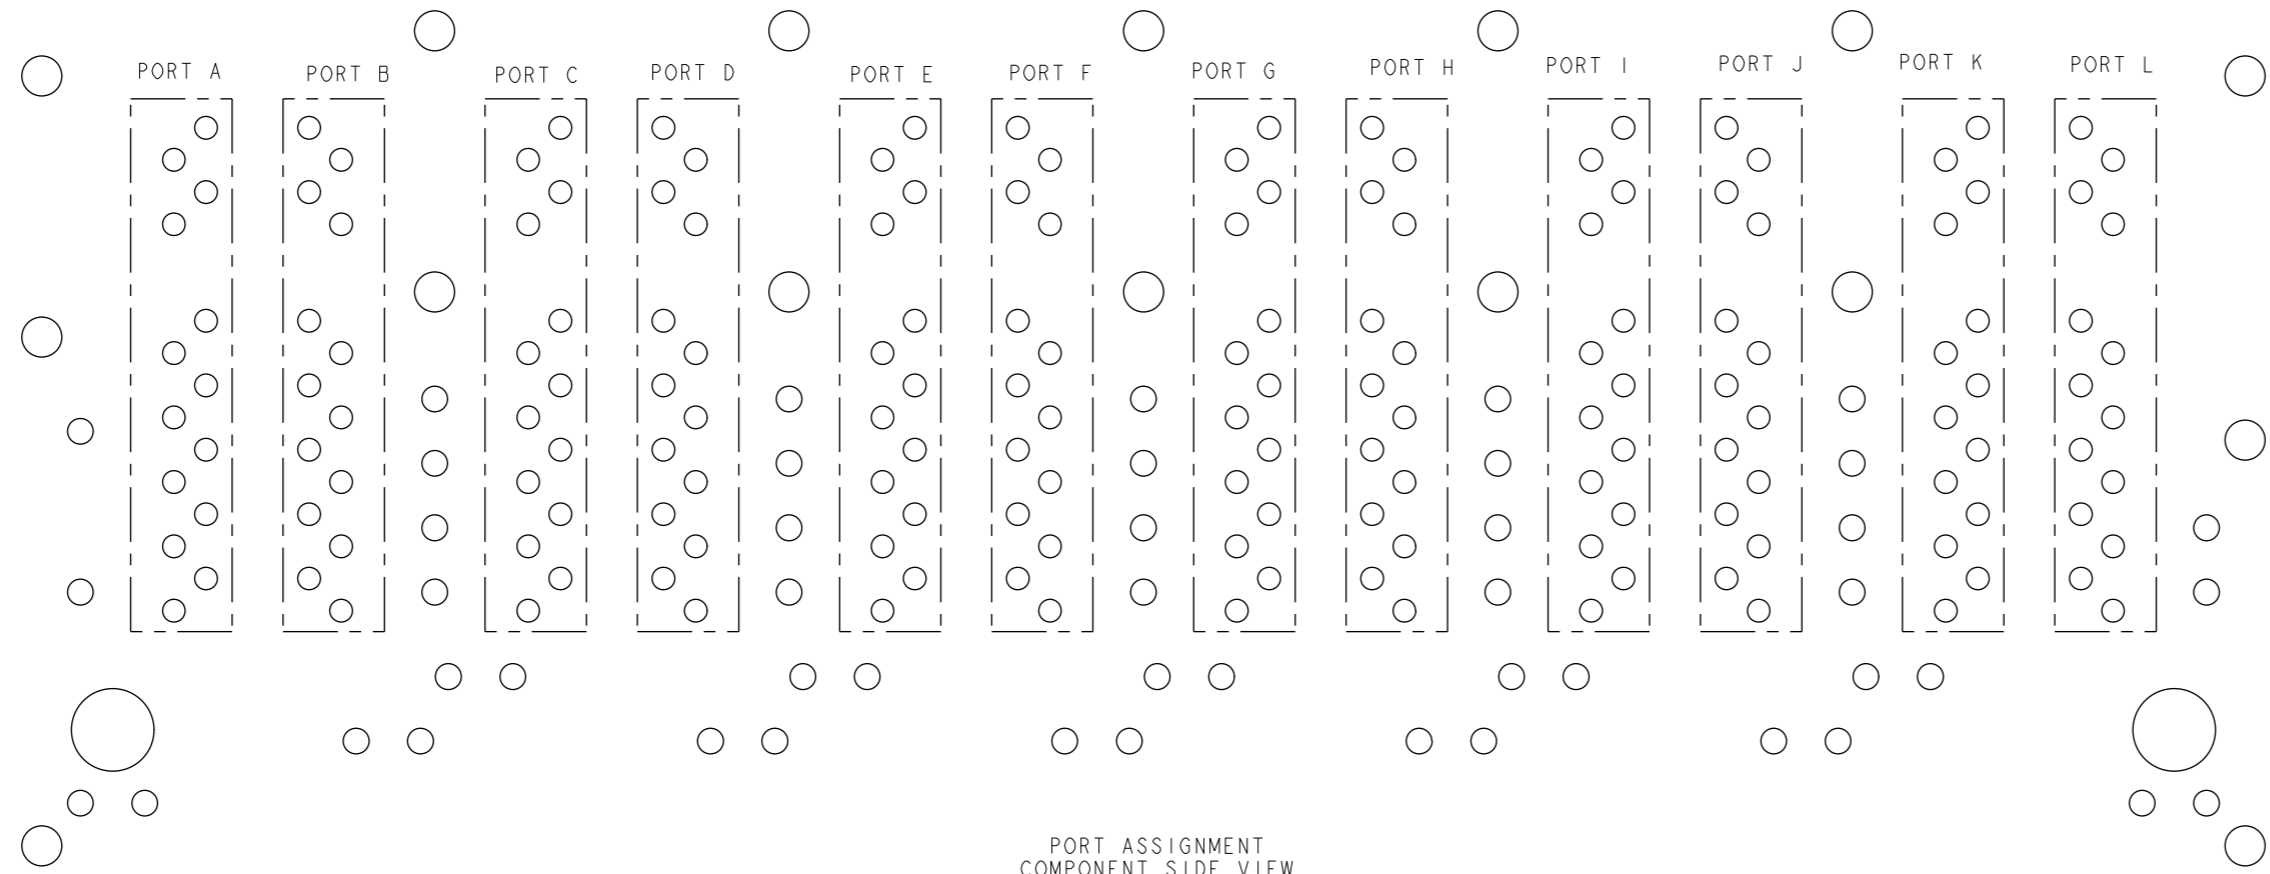 PORT A PORT B PORT C PORT D PORT E PORT F PORT G PORT H PORT I PORT J PORT K PORT L
PORT ASSIGNMENT
COMPONENT SIDE VIEW